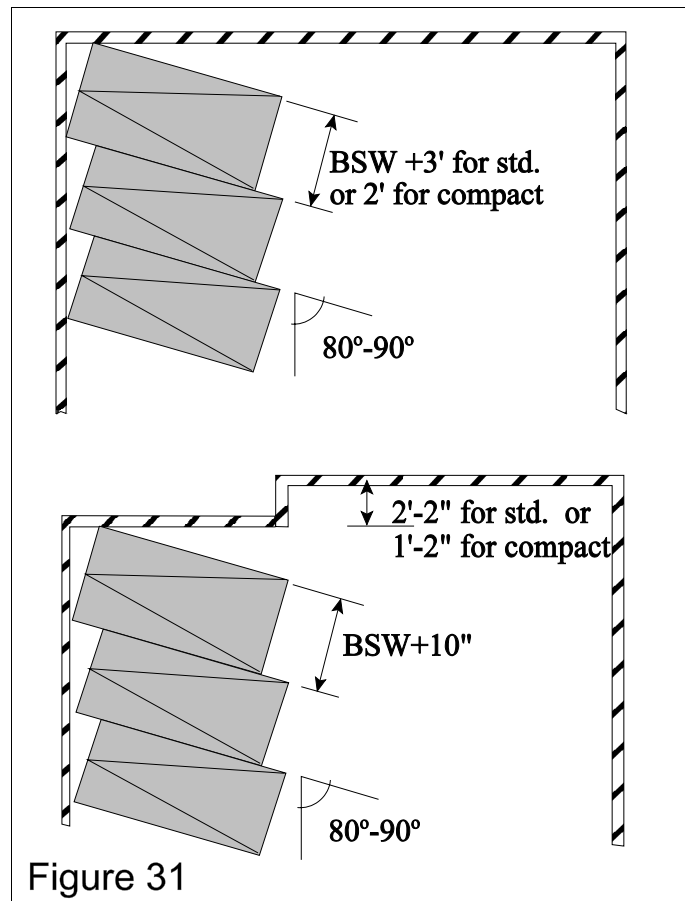 BSW +3' for std.
or 2' for compact
80º-90º
2'-2" for std.  or
1'-2" for compact
BSW+10"
80º-90º
Figure 31